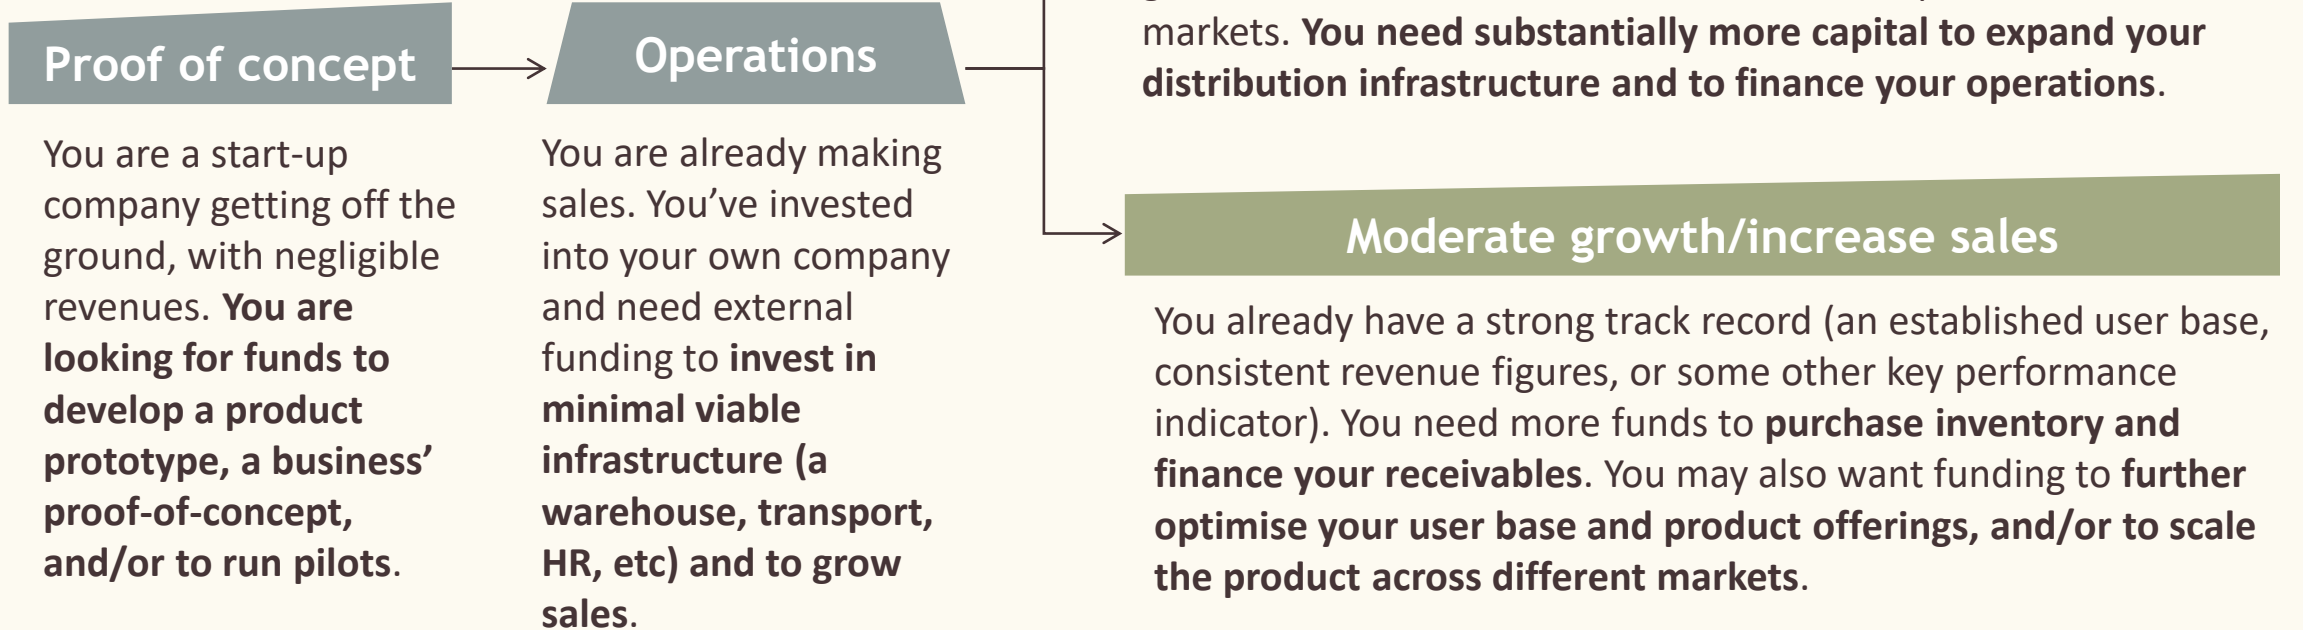 Proof of concept
You are a start-up
company getting off the
ground, with negligible
revenues. You are
looking for funds to
develop a product
prototype, a business’
proof-of-concept,
and/or to run pilots.
Operations
You are already making
sales. You’ve invested
into your own company
and need external
funding to invest in
minimal viable
infrastructure (a
warehouse, transport,
HR, etc) and to grow
sales.
markets. You need substantially more capital to expand your
distribution infrastructure and to finance your operations.
Moderate growth/increase sales
You already have a strong track record (an established user base,
consistent revenue figures, or some other key performance
indicator). You need more funds to purchase inventory and
finance your receivables. You may also want funding to further
optimise your user base and product offerings, and/or to scale
the product across different markets.